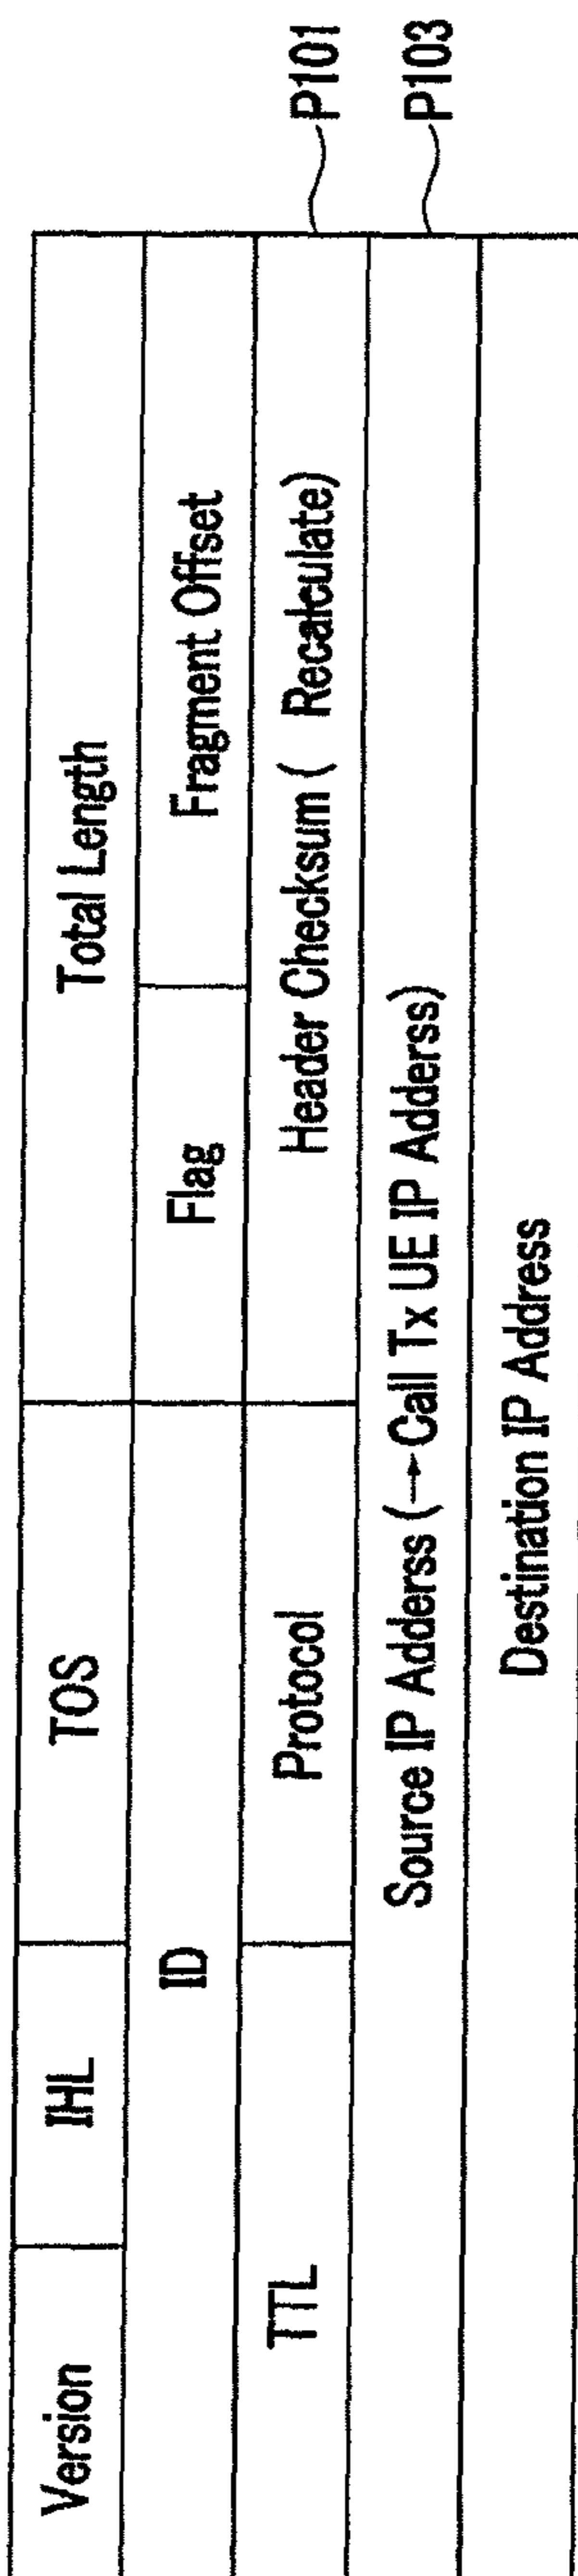 Version IHL TOS Total Length
ID Flag Fragment Offset
TTL Protocol Header Checksum ( Recalculate) P101
Source IP Adderss (→Call Tx UE IP Adderss) P103
Destination IP Address